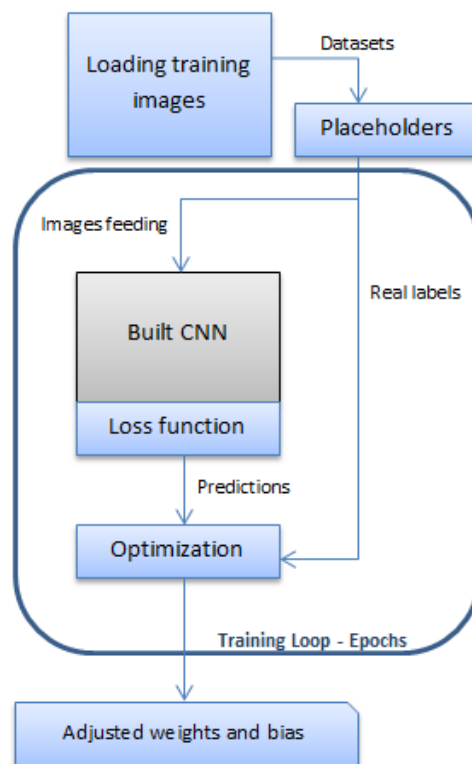 Loading training
images
Datasets
Placeholders
Images feeding
Real labels
Built CNN
Loss function
Predictions
Optimization
Training Loop - Epochs
Adjusted weights and bias